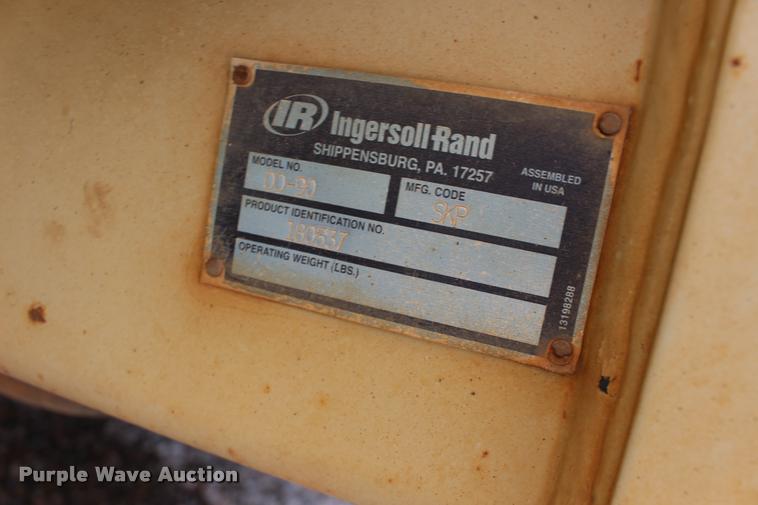 IR Ingersoll-Rand
SHIPPENSBURG, PA. 17257
ASSEMBLED
IN USA
MODEL NO.
DD-90
MFG. CODE
SKP
PRODUCT IDENTIFICATION NO.
180537
OPERATING WEIGHT (LBS.)
13198288
Purple Wave Auction